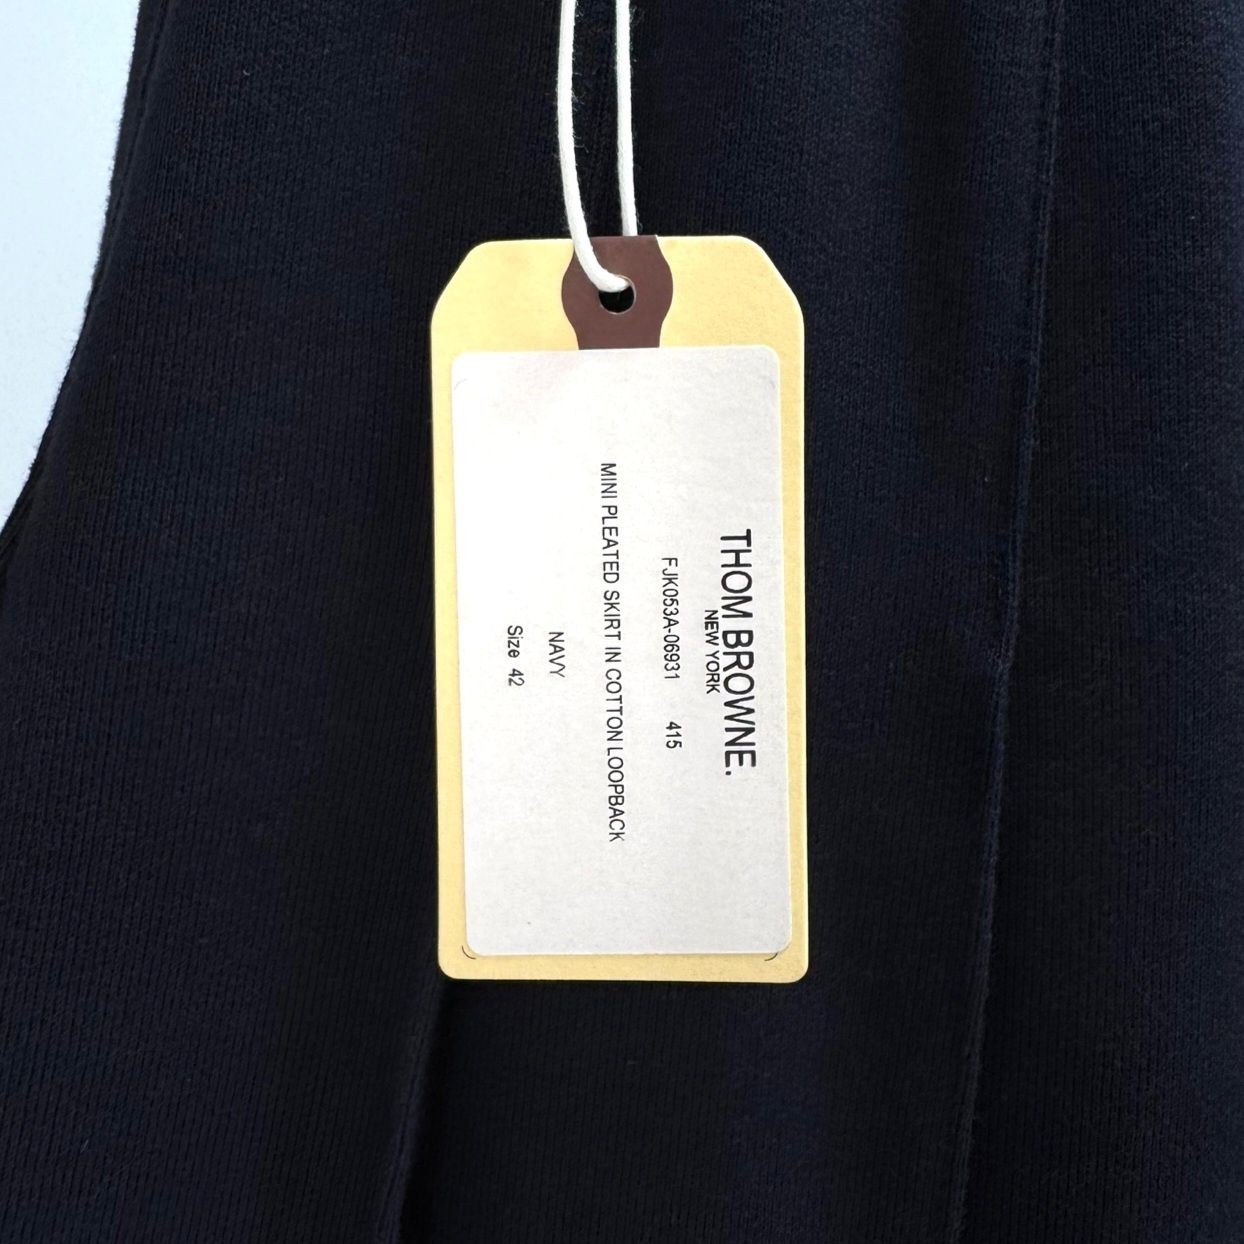 THOM BROWNE.
NEW YORK
FJK053A-06931 415
MINI PLEATED SKIRT IN COTTON LOOPBACK
NAVY
Size 42